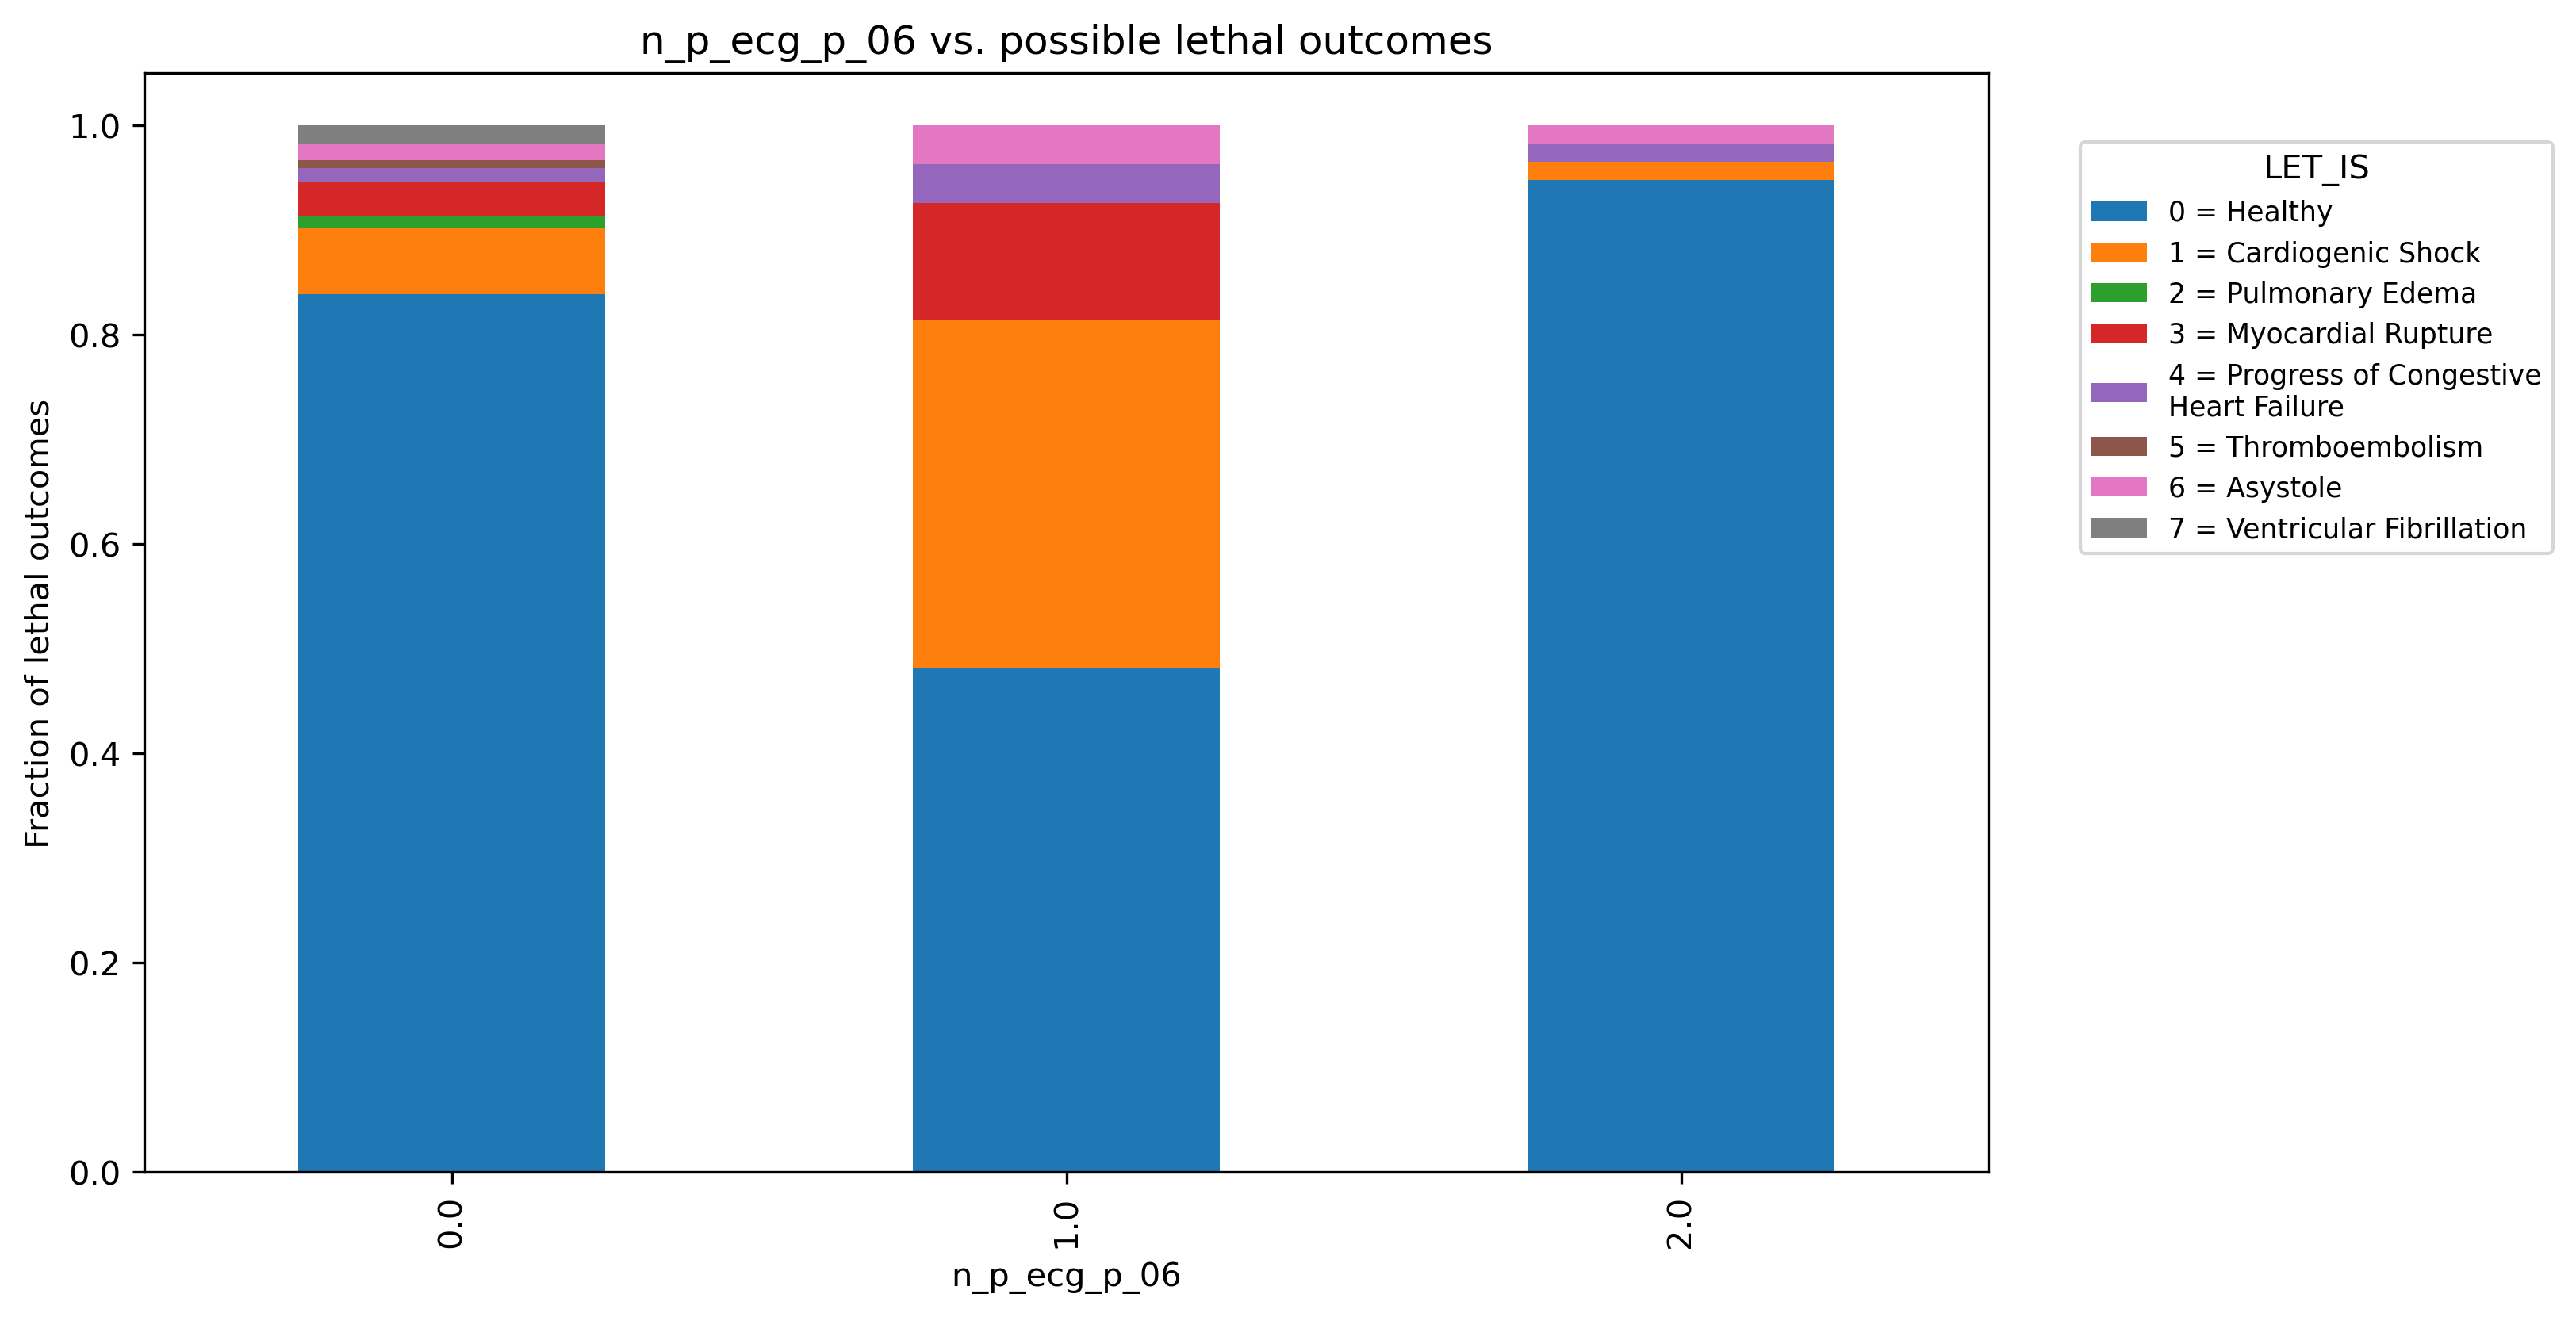 n_p_ecg_p_06 vs. possible lethal outcomes
Fraction of lethal outcomes
1.0
0.8
0.6
0.4
0.2
0.0
0.0
1.0
2.0
n_p_ecg_p_06
LET_IS
0 = Healthy
1 = Cardiogenic Shock
2 = Pulmonary Edema
3 = Myocardial Rupture
4 = Progress of Congestive
Heart Failure
5 = Thromboembolism
6 = Asystole
7 = Ventricular Fibrillation